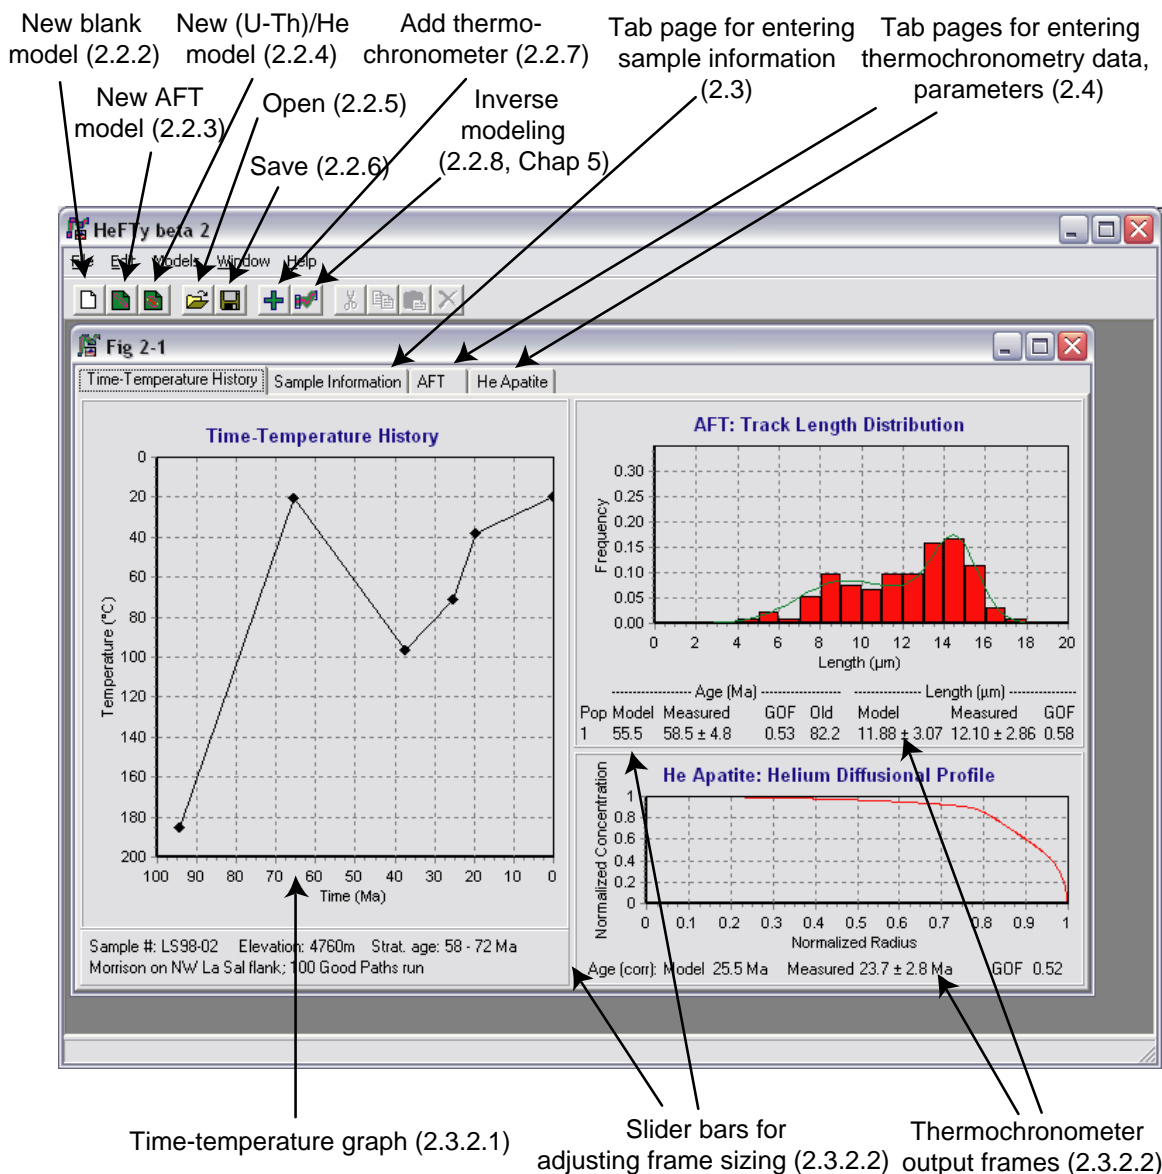 New blank
model (2.2.2)
New (U-Th)/He
model (2.2.4)
Add thermo-
chronometer (2.2.7)
Tab page for entering
sample information
(2.3)
Tab pages for entering
thermochronometry data,
parameters (2.4)
New AFT
model (2.2.3)
Open (2.2.5)
Save (2.2.6)
Inverse
modeling
(2.2.8, Chap 5)
HeFTy beta 2
File Edit Models Window Help
Fig 2-1
Time-Temperature History Sample Information AFT He Apatite
Time-Temperature History
0
20
40
60
80
100
120
140
160
180
200
Temperature (°C)
100 90 80 70 60 50 40 30 20 10 0
Time (Ma)
Sample #: LS98-02 Elevation: 4760m Strat. age: 58 - 72 Ma
Morrison on NW La Sal flank; 100 Good Paths run
AFT: Track Length Distribution
0.30
0.25
0.20
0.15
0.10
0.05
0.00
Frequency
0 2 4 6 8 10 12 14 16 18 20
Length (µm)
--------------- Age (Ma) --------------- --------------- Length (µm) ---------------
Pop Model Measured GOF Old Model Measured GOF
1 55.5 58.5 ± 4.8 0.53 82.2 11.88 ± 3.07 12.10 ± 2.86 0.58
He Apatite: Helium Diffusional Profile
1
0.8
0.6
0.4
0.2
0
Normalized Concentration
0 0.1 0.2 0.3 0.4 0.5 0.6 0.7 0.8 0.9 1
Normalized Radius
Age (corr): Model 25.5 Ma Measured 23.7 ± 2.8 Ma GOF 0.52
Time-temperature graph (2.3.2.1)
Slider bars for
adjusting frame sizing (2.3.2.2)
Thermochronometer
output frames (2.3.2.2)